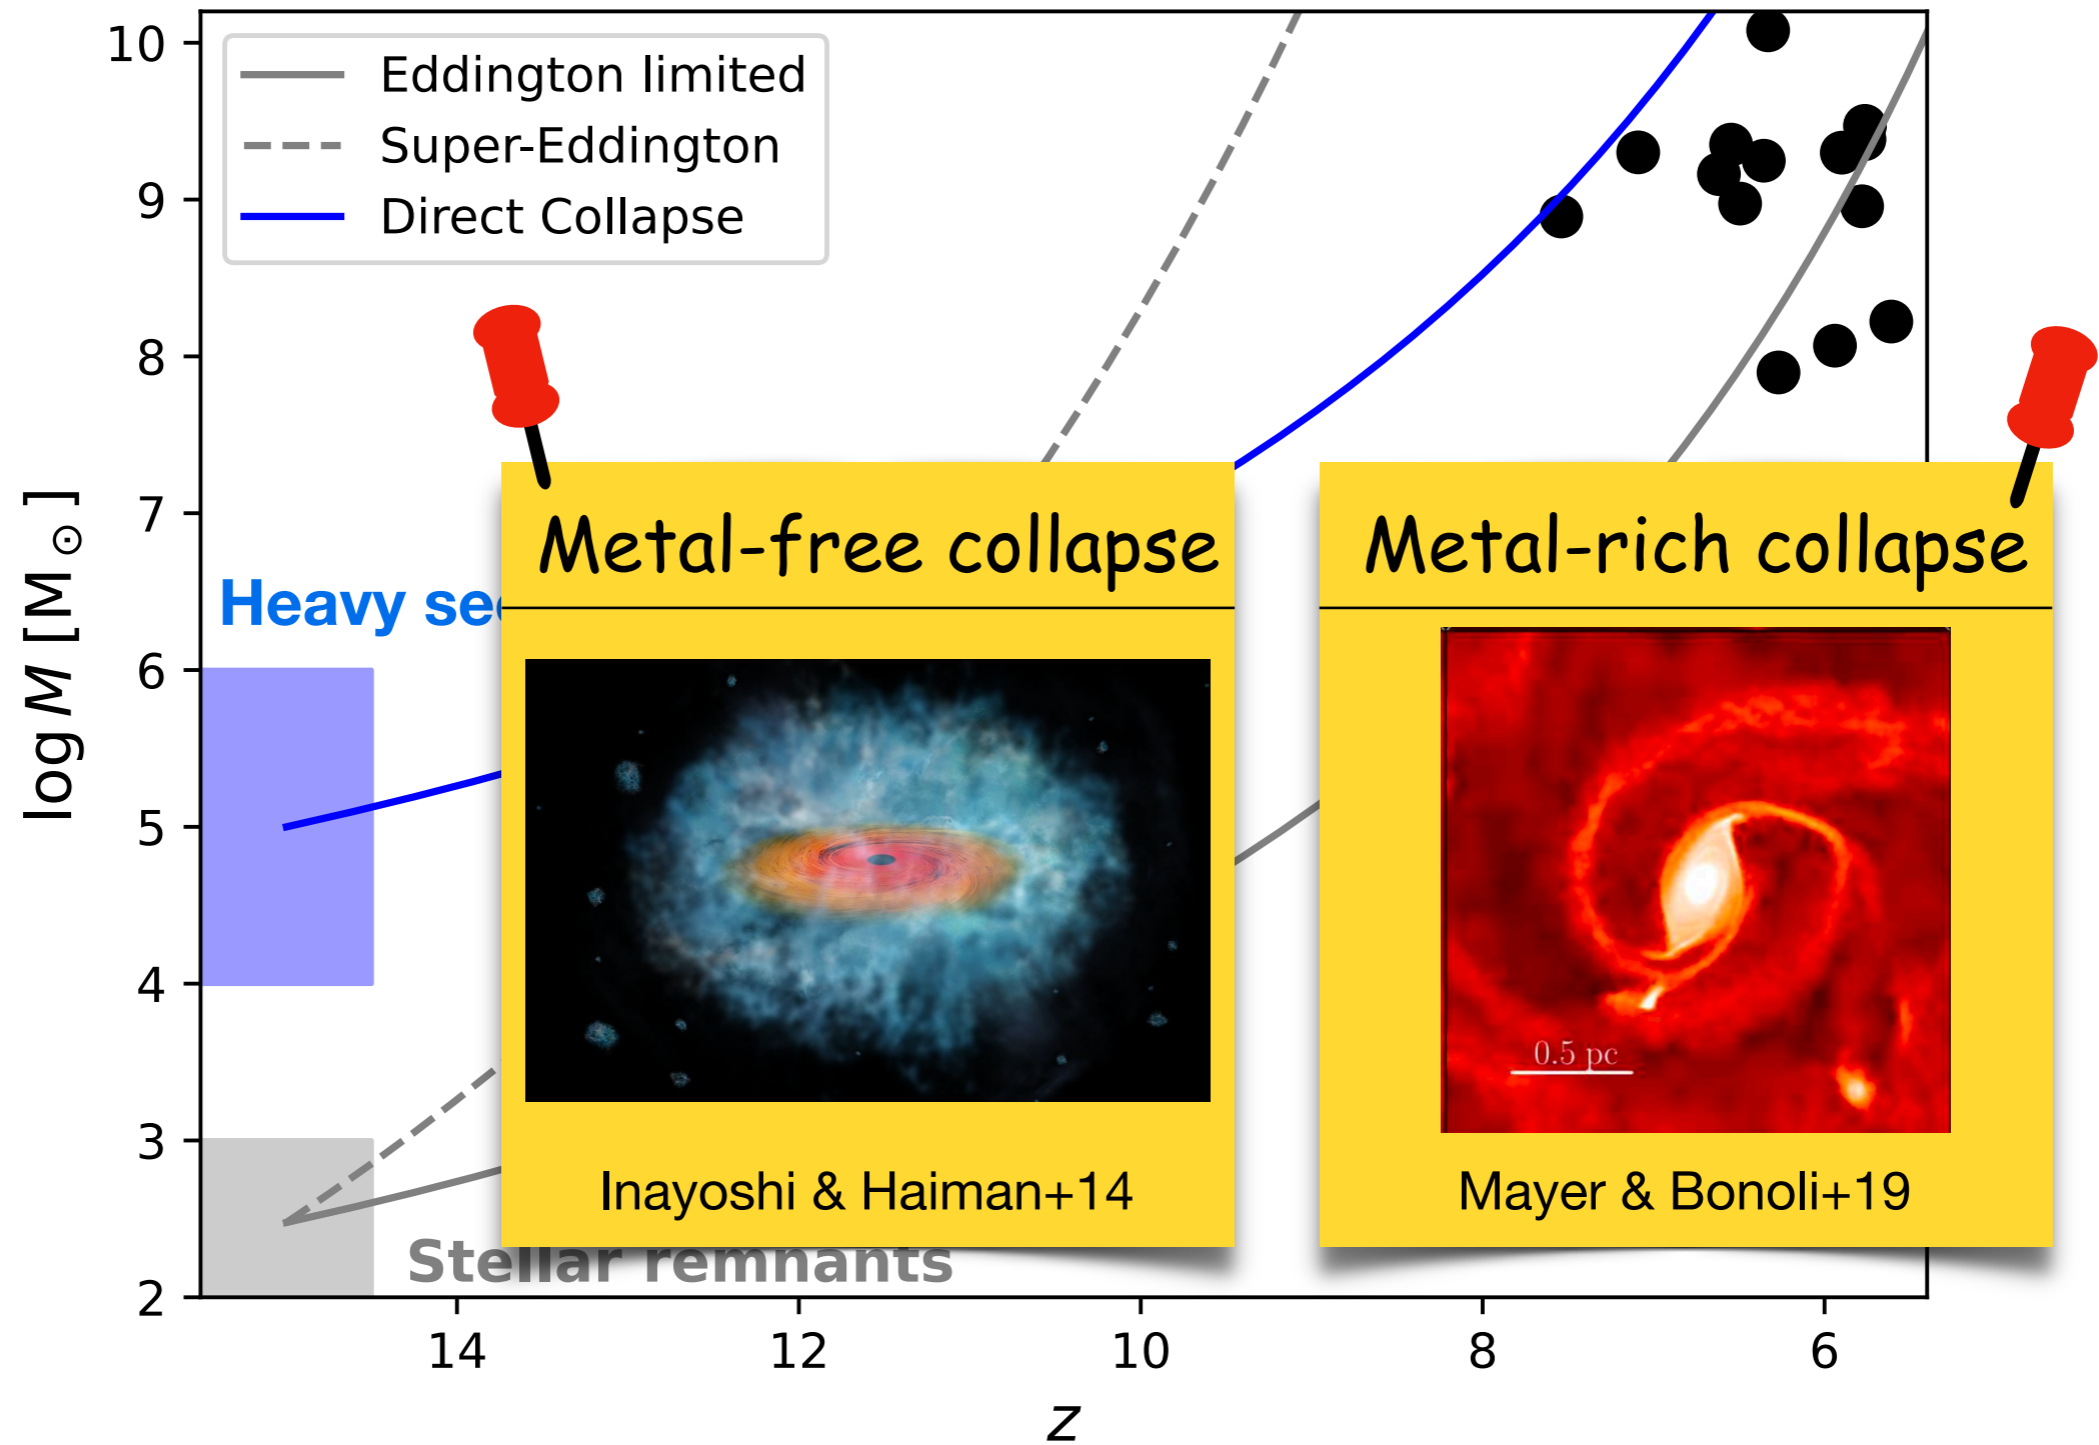 10
9
8
7
6
5
4
3
2
log M [M⊙]
Eddington limited
Super-Eddington
Direct Collapse
Metal-free collapse
Metal-rich collapse
Heavy se
0.5 pc
Inayoshi & Haiman+14
Mayer & Bonoli+19
Stellar remnants
14 12 10 8 6
z